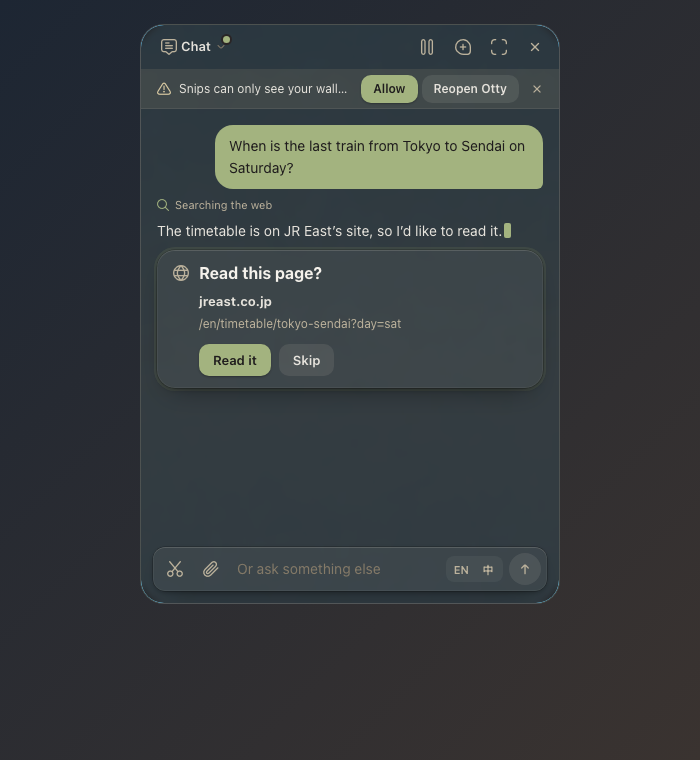 Chat
Snips can only see your wall...
Allow
Reopen Otty
When is the last train from Tokyo to Sendai on
Saturday?
Searching the web
The timetable is on JR East’s site, so I’d like to read it.
Read this page?
jreast.co.jp
/en/timetable/tokyo-sendai?day=sat
Read it
Skip
Or ask something else
EN 中